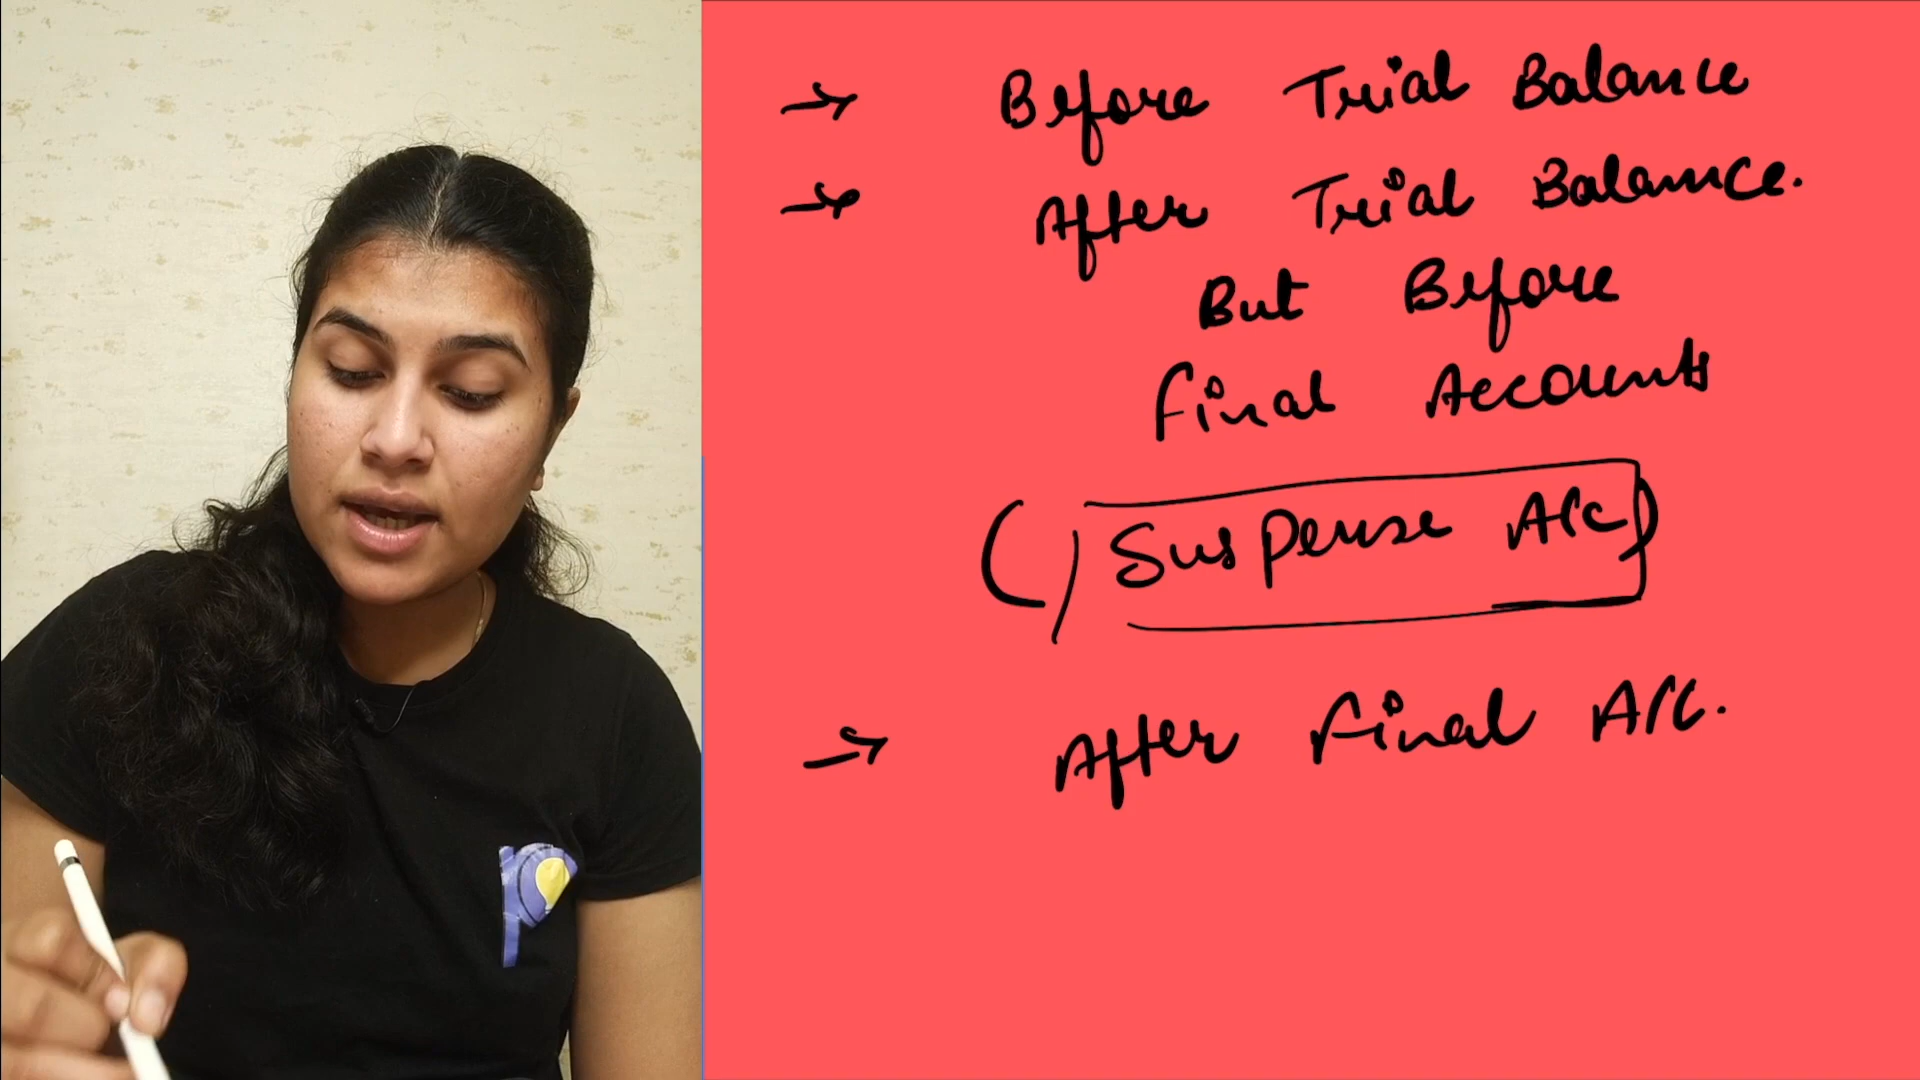 → Before Trial Balance
→ After Trial Balance.
But Before
Final Accounts
(Suspense A/c)
→ After Final A/c.